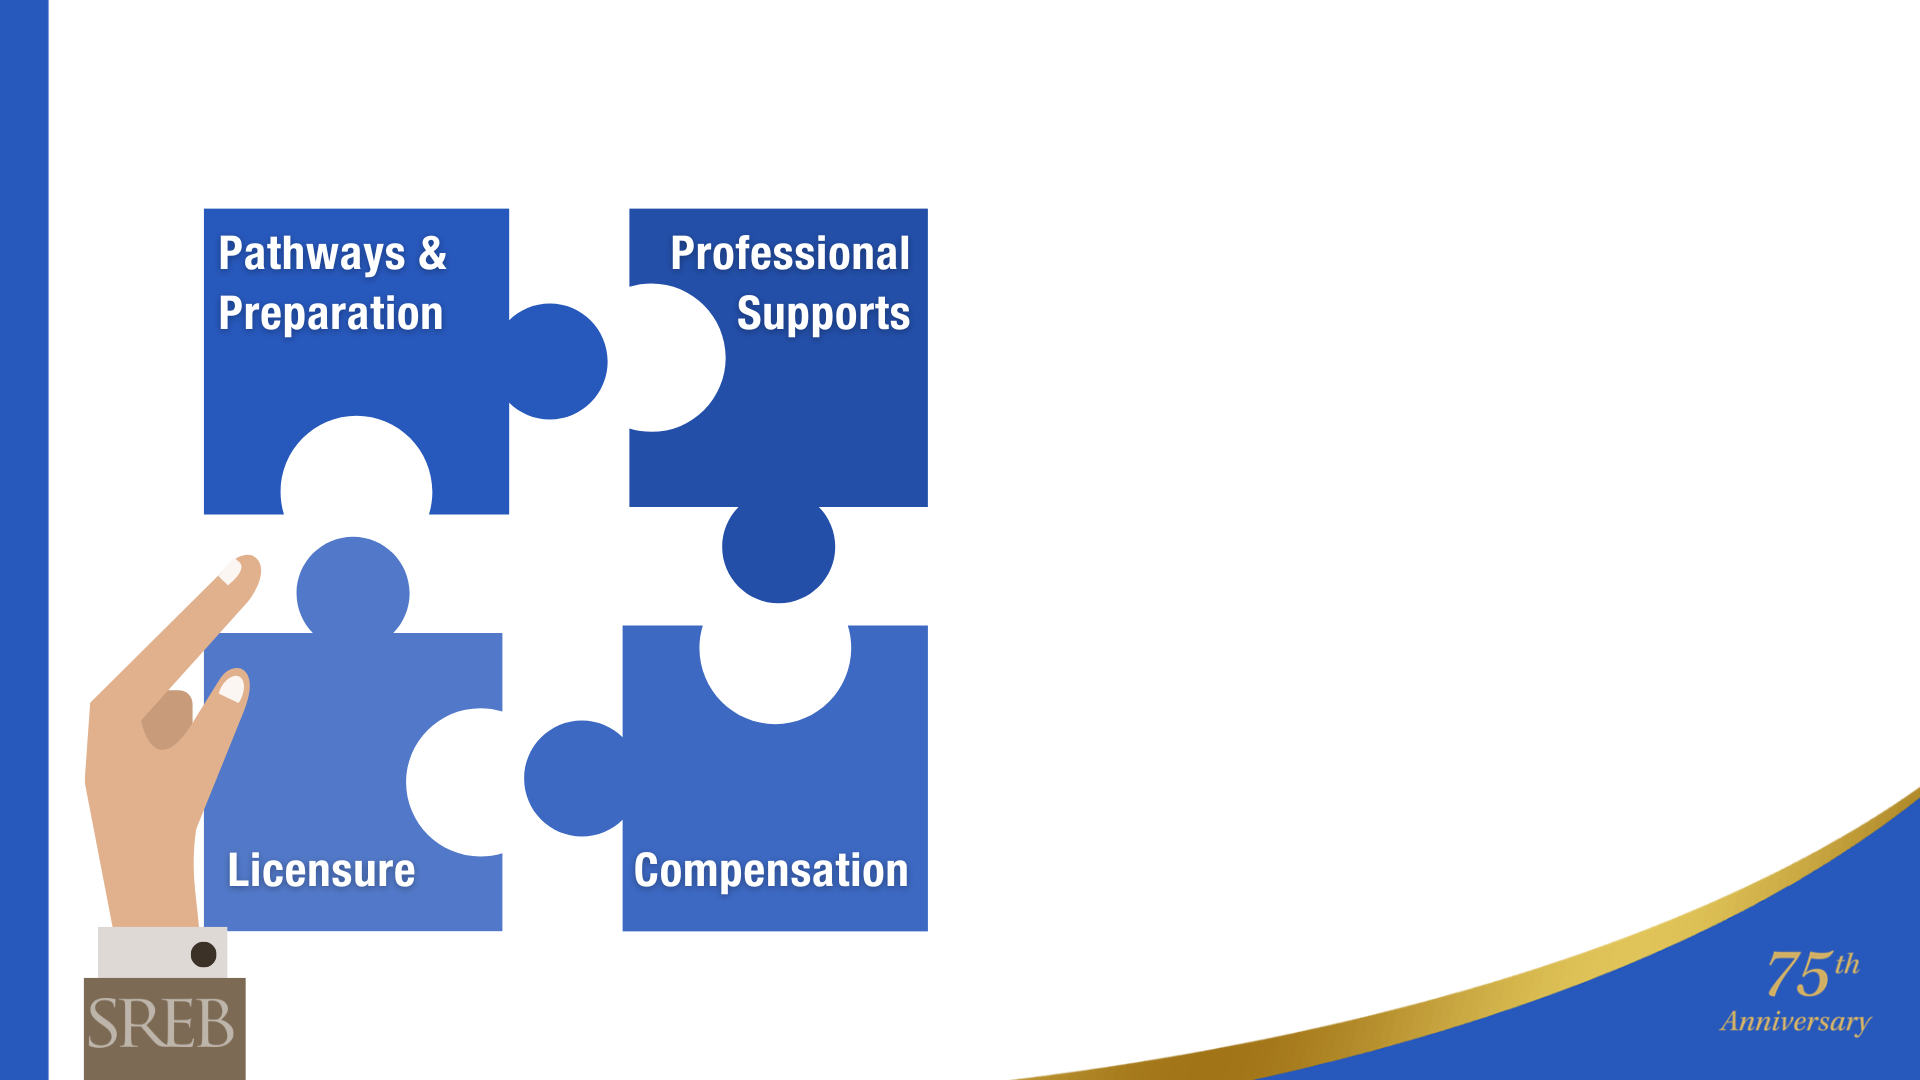 Pathways &
Preparation
Professional
Supports
Licensure
Compensation
SREB
75th
Anniversary